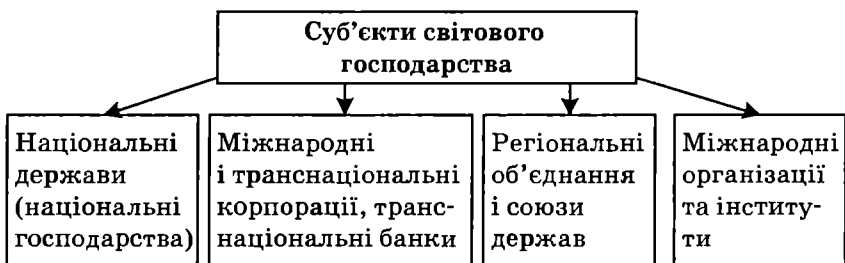 Суб’єкти світового
господарства
Національні
держави
(національні
господарства)
Міжнародні
і транснаціональні
корпорації, транс-
національні банки
Регіональні
об’єднання
і союзи
держав
Міжнародні
організації
та інститу-
ти